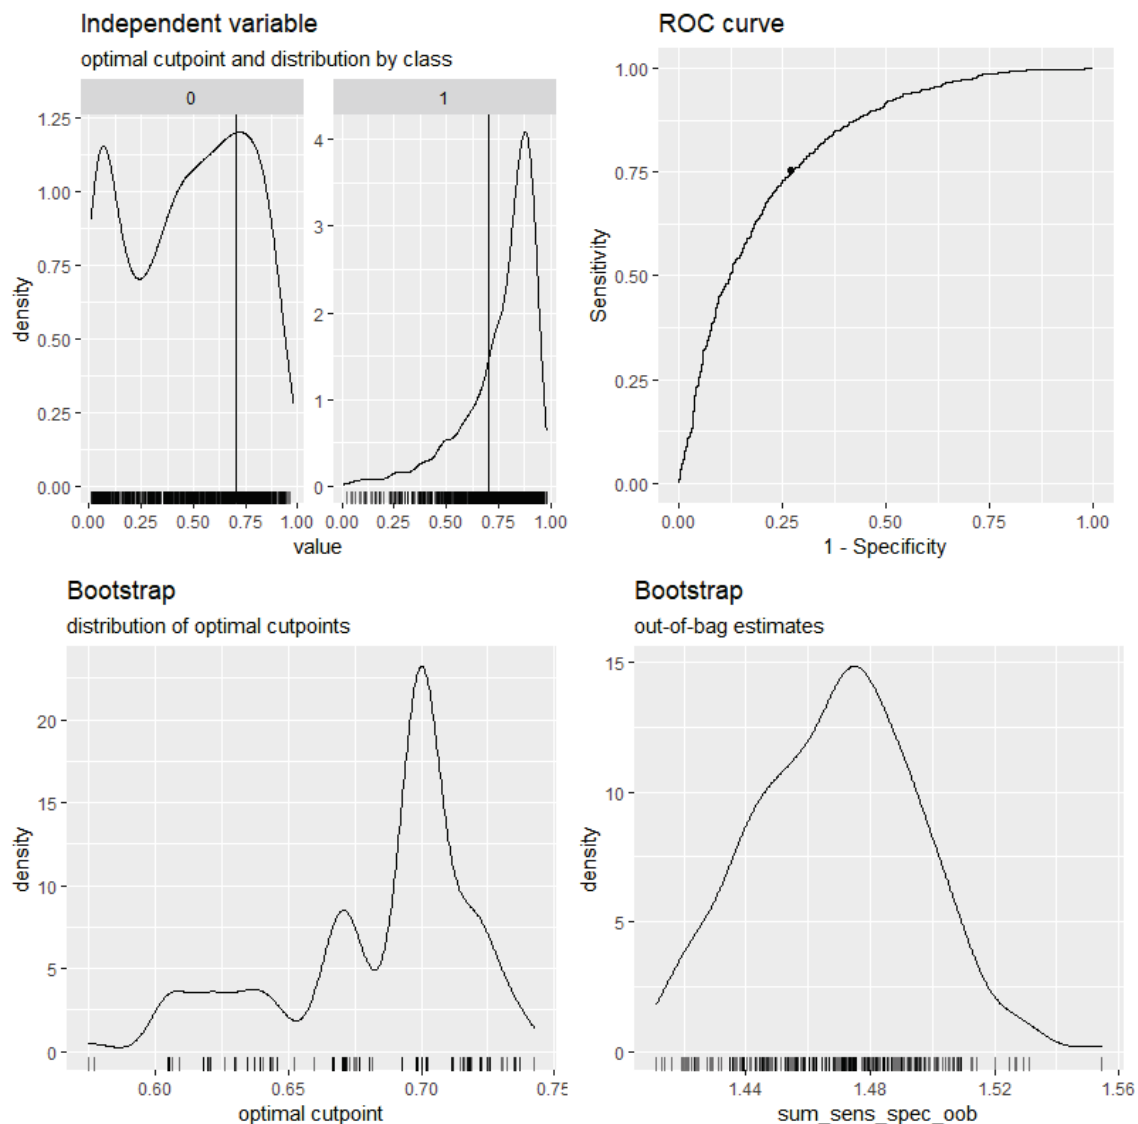 Independent variable
optimal cutpoint and distribution by class
0
1
1.25
1.00
0.75
0.50
0.25
0.00
density
4
3
2
1
0
0.00 0.25 0.50 0.75 1.00
0.00 0.25 0.50 0.75 1.00
value
ROC curve
1.00
0.75
0.50
0.25
0.00
Sensitivity
0.00 0.25 0.50 0.75 1.00
1 - Specificity
Bootstrap
distribution of optimal cutpoints
20
15
10
5
0
density
0.60 0.65 0.70 0.75
optimal cutpoint
Bootstrap
out-of-bag estimates
15
10
5
0
density
1.44 1.48 1.52 1.56
sum_sens_spec_oob